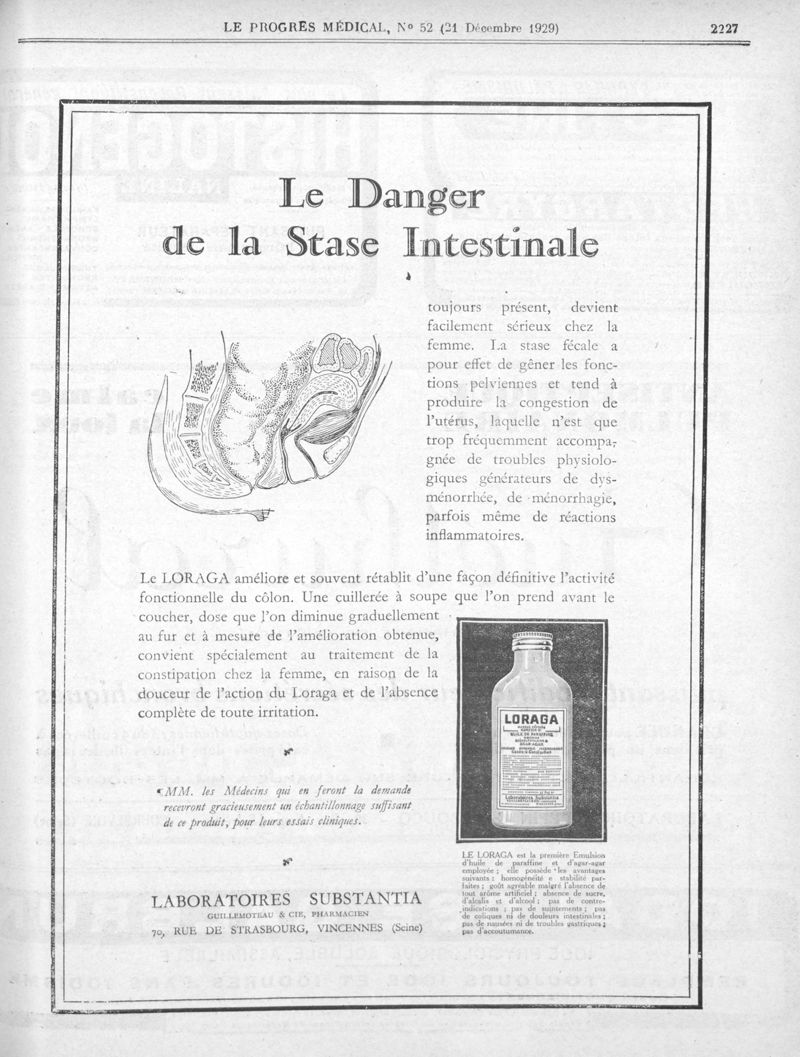 LE PROGRÈS MÉDICAL, N° 52 (21 Décembre 1929)
2227
Le Danger
de la Stase Intestinale
toujours présent, devient
facilement sérieux chez la
femme. La stase fécale a
pour effet de gêner les fonc-
tions pelviennes et tend à
produire la congestion de
l'utérus, laquelle n'est que
trop fréquemment accompa-
gnée de troubles physiolo-
giques générateurs de dys-
ménorrhée, de ménorrhagie,
parfois même de réactions
inflammatoires.
Le LORAGA améliore et souvent rétablit d'une façon définitive l'activité
fonctionnelle du côlon. Une cuillerée à soupe que l'on prend avant le
coucher, dose que l'on diminue graduellement
au fur et à mesure de l'amélioration obtenue,
convient spécialement au traitement de la
constipation chez la femme, en raison de la
douceur de l'action du Loraga et de l'absence
complète de toute irritation.
MM. les Médecins qui en feront la demande
recevront gracieusement un échantillonnage suffisant
de ce produit, pour leurs essais cliniques.
LABORATOIRES SUBSTANTIA
GUILLEMOTEAU & CIE, PHARMACIEN
70, RUE DE STRASBOURG, VINCENNES (Seine)
LORAGA
HUILE DE PARAFFINE
AGAR-AGAR
Laboratoires Substantia
LE LORAGA est la première Emulsion
d'huile de paraffine et d'agar-agar
employée ; elle possède les avantages
suivants : homogénéité e stabilité par-
faites ; goût agréable malgré l'absence de
tout arôme artificiel ; absence de sucre,
d'alcalis et d'alcool ; pas de contre-
indications ; pas de suintements ; pas
de coliques ni de douleurs intestinales ;
pas de nausées ni de troubles gastriques ;
pas d'accoutumance.